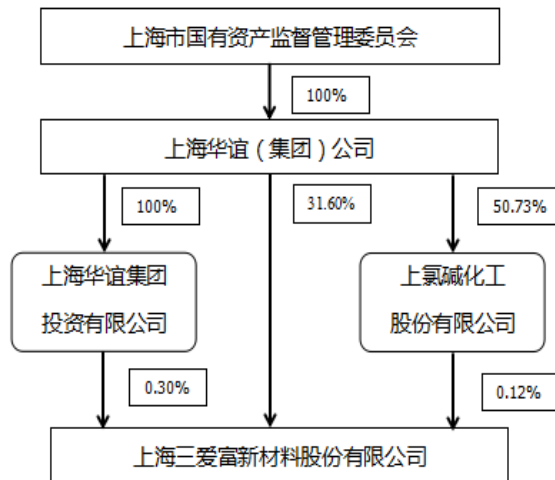 上海市国有资产监督管理委员会
100%
上海华谊（集团）公司
100%
31.60%
50.73%
上海华谊集团
投资有限公司
上氯碱化工
股份有限公司
0.30%
0.12%
上海三爱富新材料股份有限公司